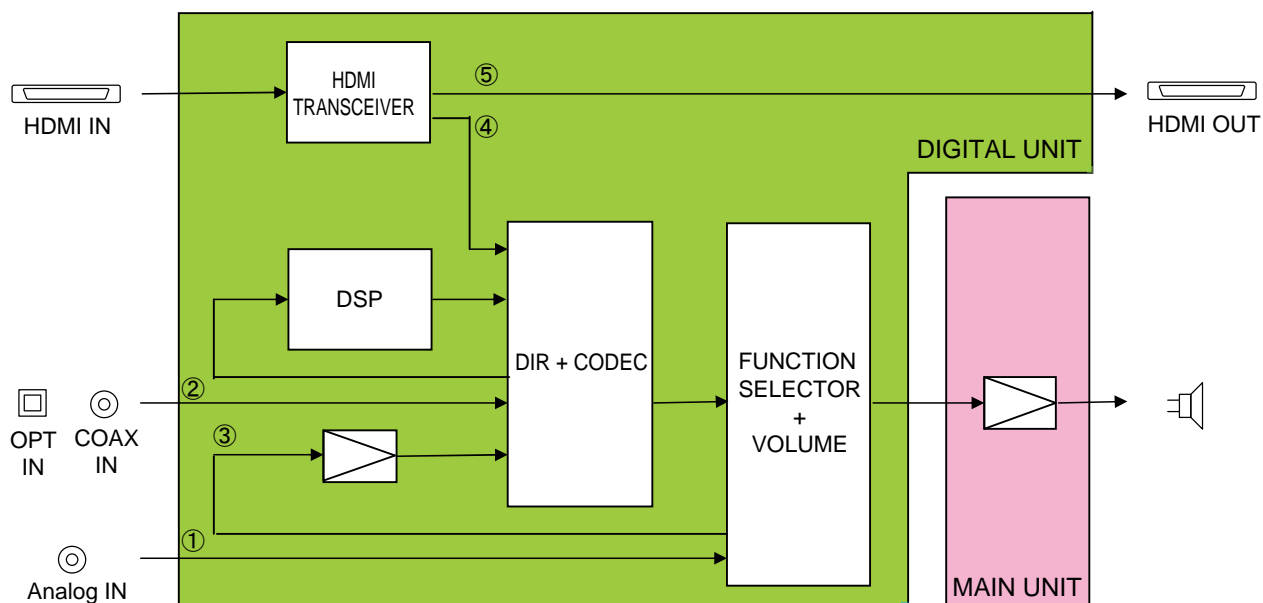 HDMI
TRANSCEIVER
⑤
④
HDMI IN
HDMI OUT
DIGITAL UNIT
DSP
DIR + CODEC
FUNCTION
SELECTOR
+
VOLUME
②
OPT
IN
COAX
IN
③
①
Analog IN
MAIN UNIT